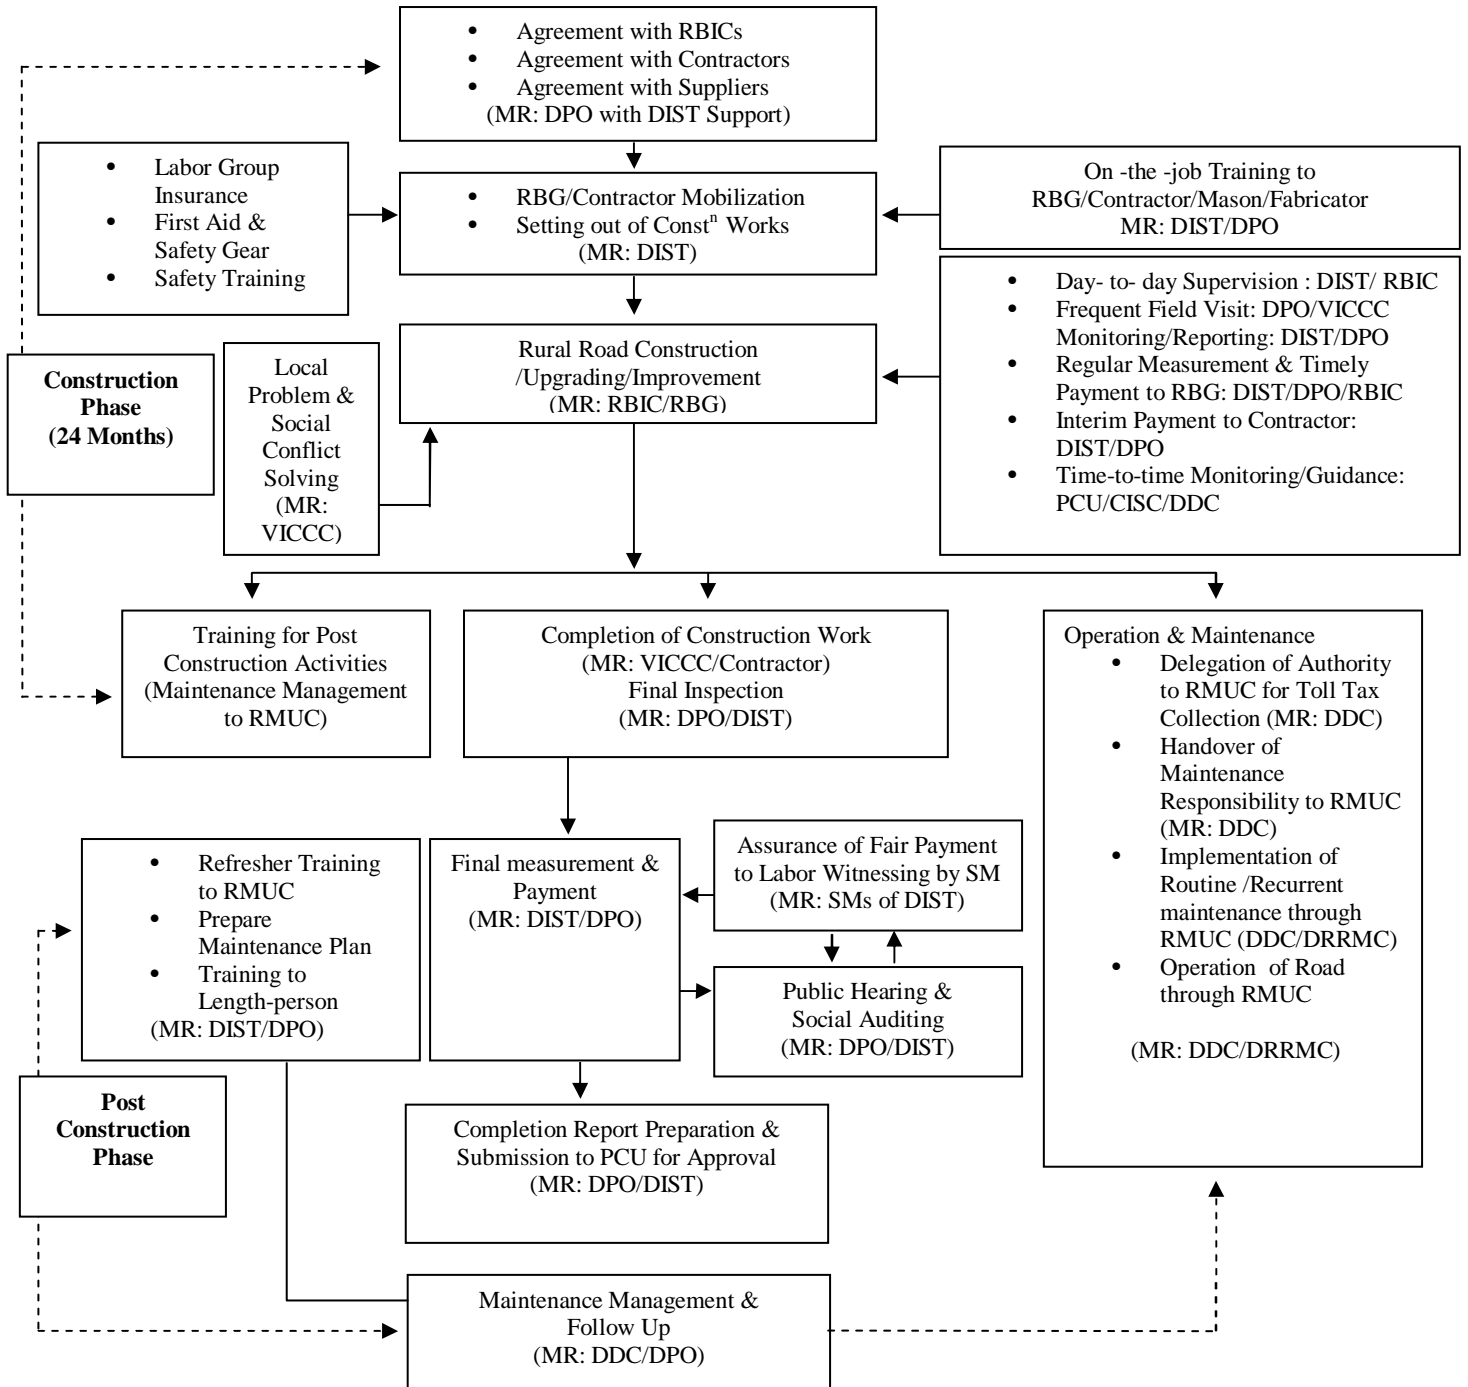 • Agreement with RBICs
• Agreement with Contractors
• Agreement with Suppliers
(MR: DPO with DIST Support)
• Labor Group
Insurance
• First Aid &
Safety Gear
• Safety Training
• RBG/Contractor Mobilization
• Setting out of Constⁿ Works
(MR: DIST)
On -the -job Training to
RBG/Contractor/Mason/Fabricator
MR: DIST/DPO
• Day- to- day Supervision : DIST/ RBIC
• Frequent Field Visit: DPO/VICCC
Monitoring/Reporting: DIST/DPO
• Regular Measurement & Timely
Payment to RBG: DIST/DPO/RBIC
• Interim Payment to Contractor:
DIST/DPO
• Time-to-time Monitoring/Guidance:
PCU/CISC/DDC
Construction
Phase
(24 Months)
Local
Problem &
Social
Conflict
Solving
(MR:
VICCC)
Rural Road Construction
/Upgrading/Improvement
(MR: RBIC/RBG)
Training for Post
Construction Activities
(Maintenance Management
to RMUC)
Completion of Construction Work
(MR: VICCC/Contractor)
Final Inspection
(MR: DPO/DIST)
Operation & Maintenance
• Delegation of Authority
to RMUC for Toll Tax
Collection (MR: DDC)
• Handover of
Maintenance
Responsibility to RMUC
(MR: DDC)
• Implementation of
Routine /Recurrent
maintenance through
RMUC (DDC/DRRMC)
• Operation of Road
through RMUC
(MR: DDC/DRRMC)
• Refresher Training
to RMUC
• Prepare
Maintenance Plan
• Training to
Length-person
(MR: DIST/DPO)
Final measurement &
Payment
(MR: DIST/DPO)
Assurance of Fair Payment
to Labor Witnessing by SM
(MR: SMs of DIST)
Public Hearing &
Social Auditing
(MR: DPO/DIST)
Post
Construction
Phase
Completion Report Preparation &
Submission to PCU for Approval
(MR: DPO/DIST)
Maintenance Management &
Follow Up
(MR: DDC/DPO)